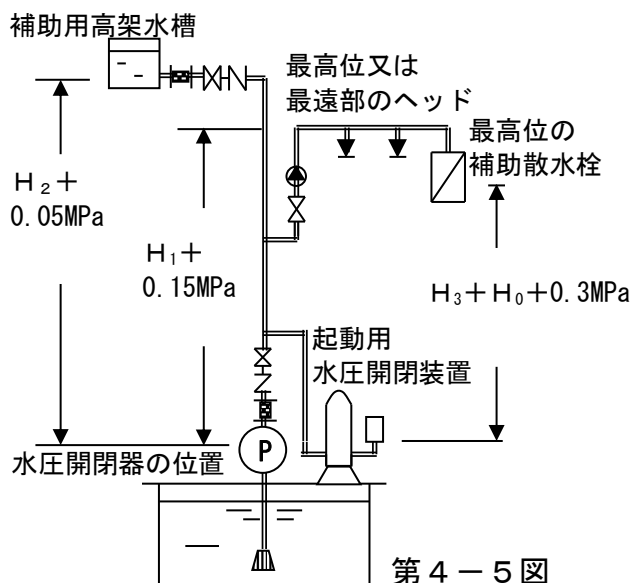 補助用高架水槽
最高位又は
最遠部のヘッド
最高位の
補助散水栓
H₂+
0.05MPa
H₁+
0.15MPa
H₃+H₀+0.3MPa
起動用
水圧開閉装置
P
水圧開閉器の位置
第4-5図